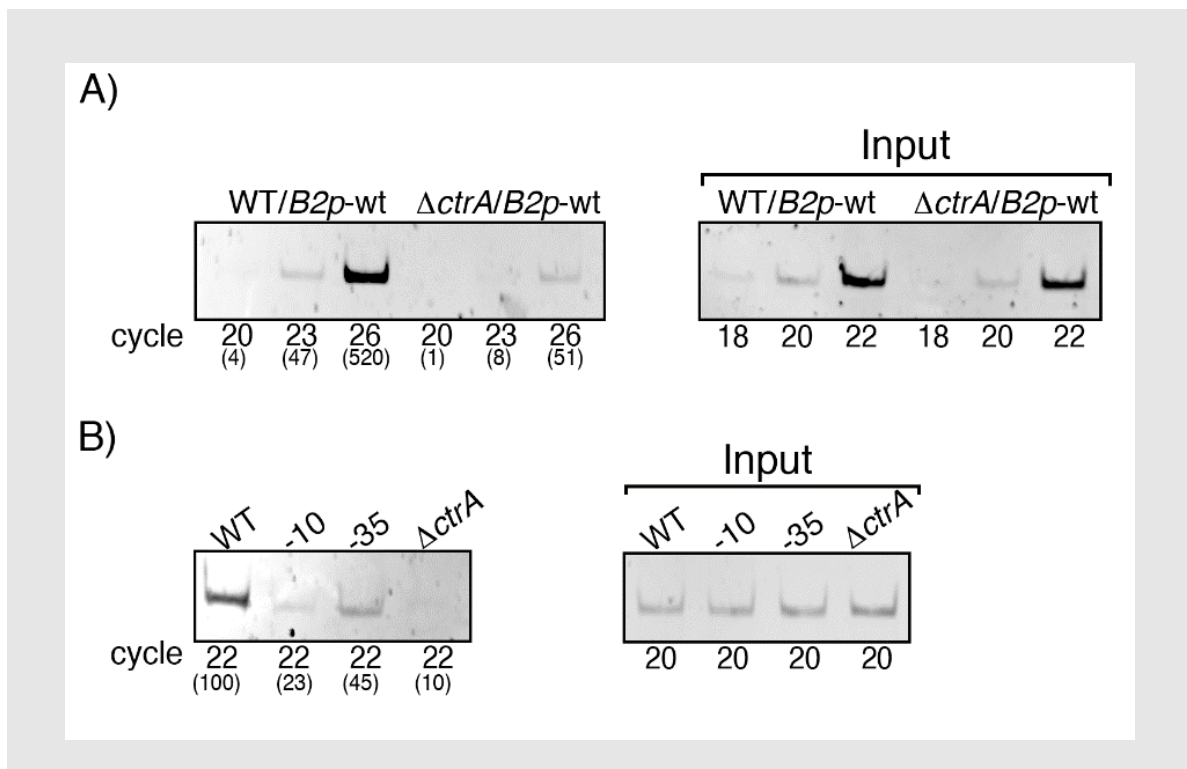 A)
Input
WT/B2p-wt ΔctrA/B2p-wt WT/B2p-wt ΔctrA/B2p-wt
cycle 20 23 26 20 23 26 18 20 22 18 20 22
(4) (47) (520) (1) (8) (51)
B)
Input
WT -10 -35 ΔctrA WT -10 -35 ΔctrA
cycle 22 22 22 22 20 20 20 20
(100) (23) (45) (10)